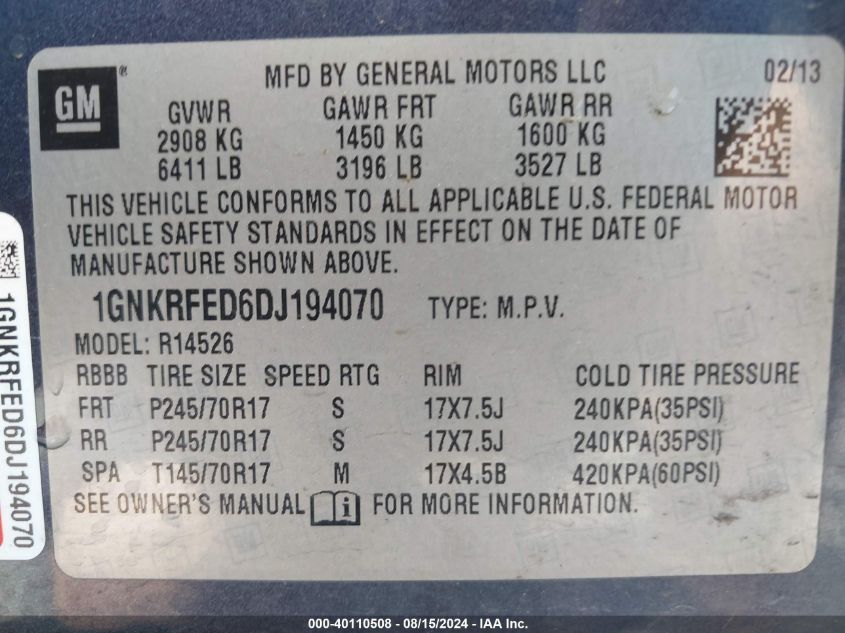 GM®
MFD BY GENERAL MOTORS LLC 02/13
GVWR GAWR FRT GAWR RR
2908 KG 1450 KG 1600 KG
6411 LB 3196 LB 3527 LB
THIS VEHICLE CONFORMS TO ALL APPLICABLE U.S. FEDERAL MOTOR
VEHICLE SAFETY STANDARDS IN EFFECT ON THE DATE OF
MANUFACTURE SHOWN ABOVE.
1GNKRFED6DJ194070 TYPE: M.P.V.
MODEL: R14526
RBBB TIRE SIZE SPEED RTG RIM COLD TIRE PRESSURE
FRT P245/70R17 S 17X7.5J 240KPA(35PSI)
RR P245/70R17 S 17X7.5J 240KPA(35PSI)
SPA T145/70R17 M 17X4.5B 420KPA(60PSI)
SEE OWNER'S MANUAL i FOR MORE INFORMATION.
1GNKRFED6DJ194070
000-40110508 - 08/15/2024 - IAA Inc.